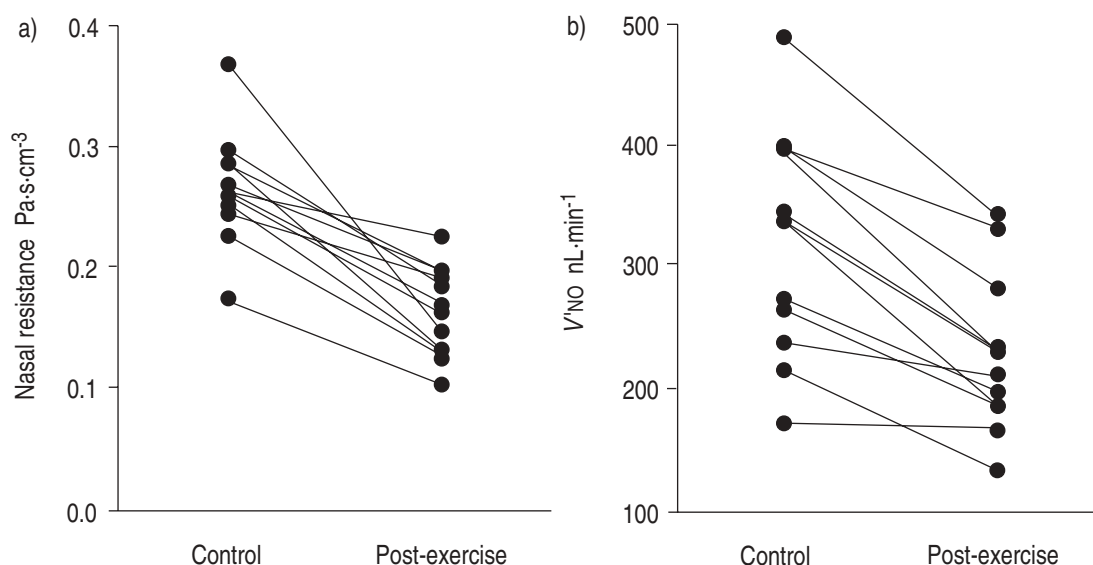 a)
Nasal resistance Pa·s·cm⁻³
0.4
0.3
0.2
0.1
0.0
Control Post-exercise
b)
V'NO nL·min⁻¹
500
400
300
200
100
Control Post-exercise